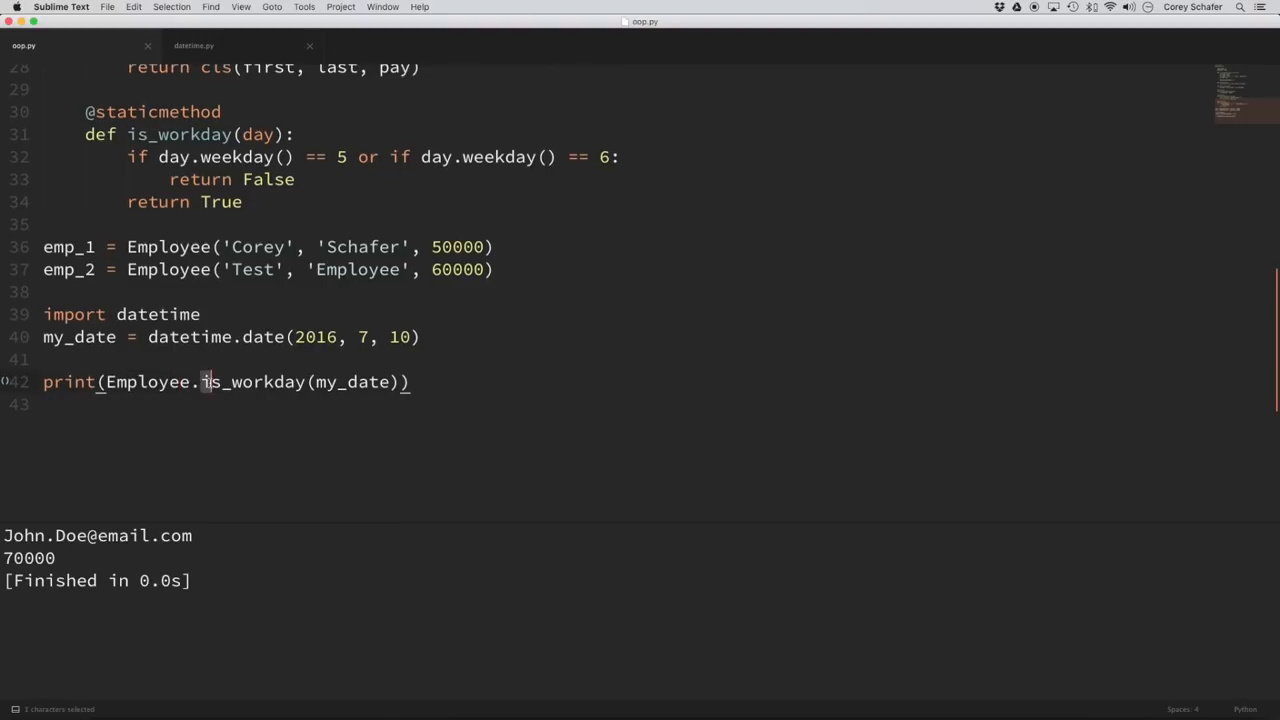 Sublime Text File Edit Selection Find View Goto Tools Project Window Help Corey Schafer
oop.py
oop.py datetime.py
28 return cls(first, last, pay)
29
30 @staticmethod
31 def is_workday(day):
32 if day.weekday() == 5 or if day.weekday() == 6:
33 return False
34 return True
35
36 emp_1 = Employee('Corey', 'Schafer', 50000)
37 emp_2 = Employee('Test', 'Employee', 60000)
38
39 import datetime
40 my_date = datetime.date(2016, 7, 10)
41
42 print(Employee.is_workday(my_date))
43
John.Doe@email.com
70000
[Finished in 0.0s]
characters selected Spaces: 4 Python